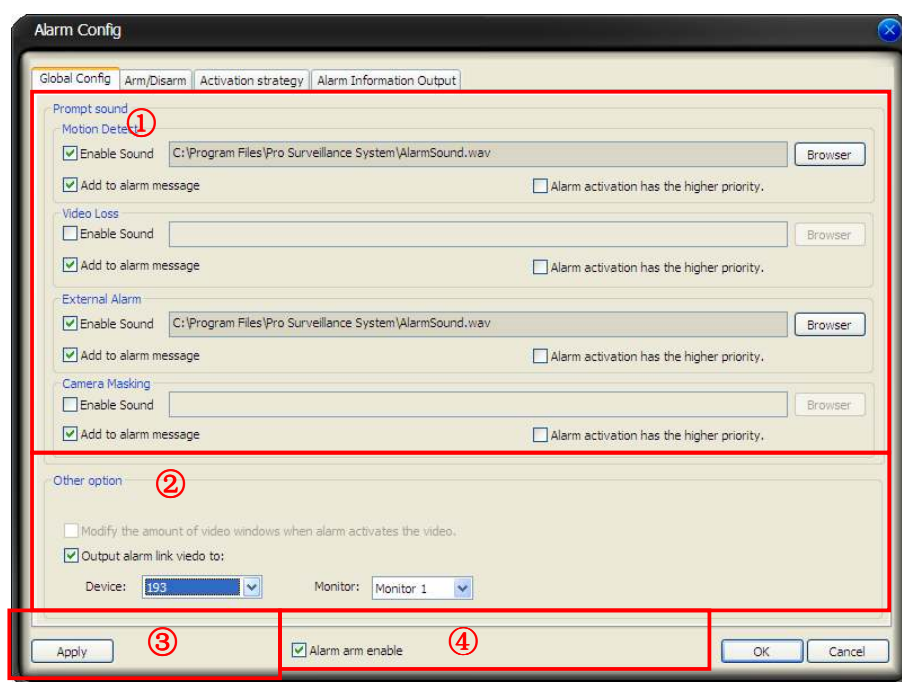 Alarm Config
Global Config Arm/Disarm Activation strategy Alarm Information Output
Prompt sound
①
Motion Detect
Enable Sound C:\Program Files\Pro Surveillance System\AlarmSound.wav Browser
Add to alarm message Alarm activation has the higher priority.
Video Loss
Enable Sound Browser
Add to alarm message Alarm activation has the higher priority.
External Alarm
Enable Sound C:\Program Files\Pro Surveillance System\AlarmSound.wav Browser
Add to alarm message Alarm activation has the higher priority.
Camera Masking
Enable Sound Browser
Add to alarm message Alarm activation has the higher priority.
Other option ②
Modify the amount of video windows when alarm activates the video.
Output alarm link viedo to:
Device: 193 Monitor: Monitor 1
Apply ③ Alarm arm enable ④ OK Cancel